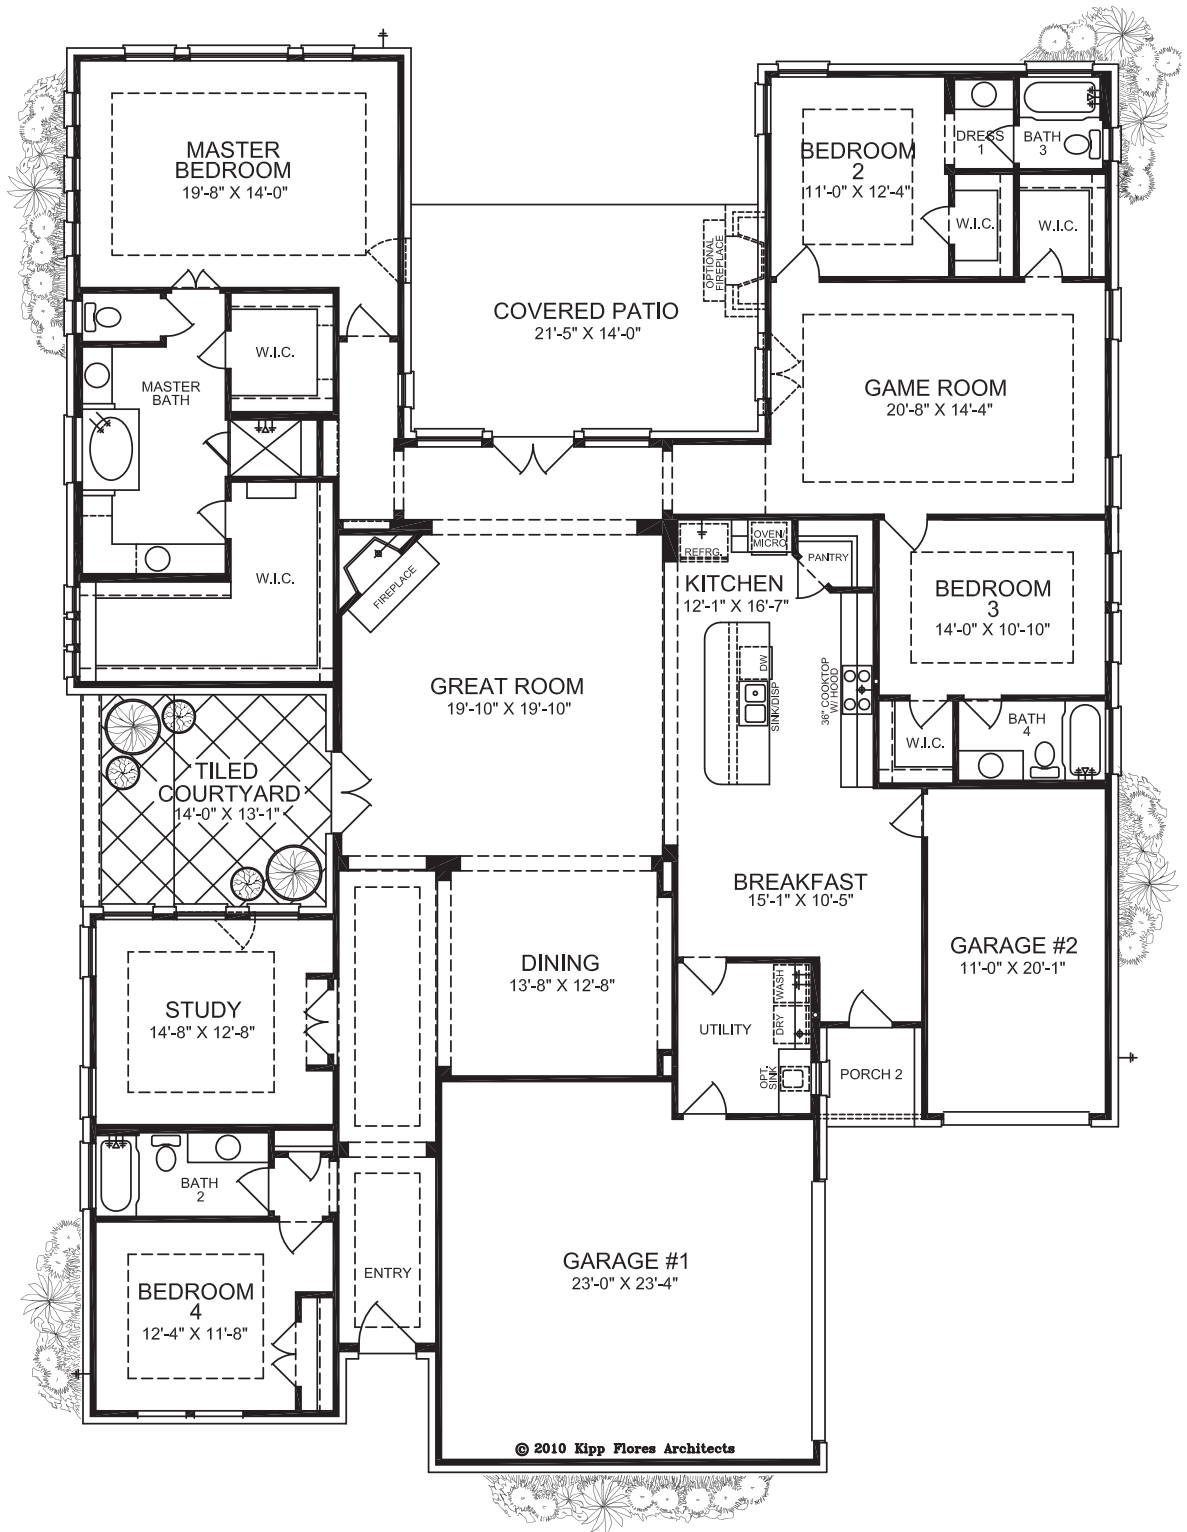 MASTER
BEDROOM
19'-8" X 14'-0"
BEDROOM
2
11'-0" X 12'-4"
DRESS
1
BATH
3
W.I.C.
W.I.C.
OPTIONAL
FIREPLACE
COVERED PATIO
21'-5" X 14'-0"
W.I.C.
MASTER
BATH
GAME ROOM
20'-8" X 14'-4"
W.I.C.
FIREPLACE
REFRG.
OVEN/
MICRO
PANTRY
KITCHEN
12'-1" X 16'-7"
BEDROOM
3
14'-0" X 10'-10"
DW
SINK/DISP
36" COOKTOP
W/ HOOD
GREAT ROOM
19'-10" X 19'-10"
W.I.C.
BATH
4
TILED
COURTYARD
14'-0" X 13'-1"
BREAKFAST
15'-1" X 10'-5"
GARAGE #2
11'-0" X 20'-1"
DINING
13'-8" X 12'-8"
STUDY
14'-8" X 12'-8"
UTILITY
WASH
DRY
OPT.
SINK
PORCH 2
BATH
2
ENTRY
GARAGE #1
23'-0" X 23'-4"
BEDROOM
4
12'-4" X 11'-8"
© 2010 Kipp Flores Architects